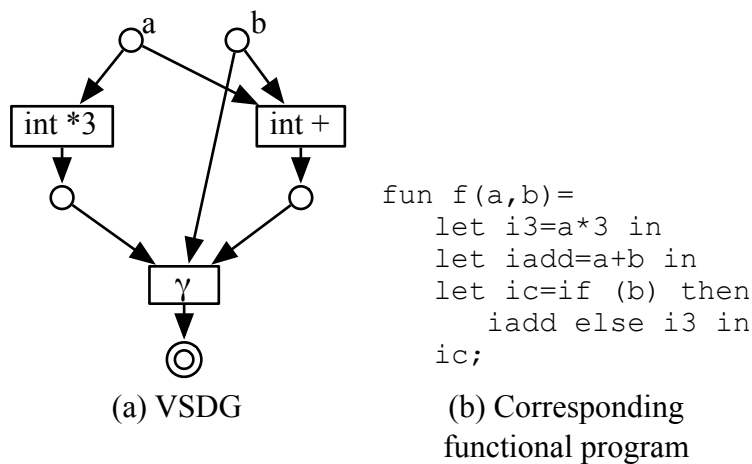 a
b
int *3
int +
γ
(a) VSDG
fun f(a,b)=
let i3=a*3 in
let iadd=a+b in
let ic=if (b) then
iadd else i3 in
ic;
(b) Corresponding
functional program